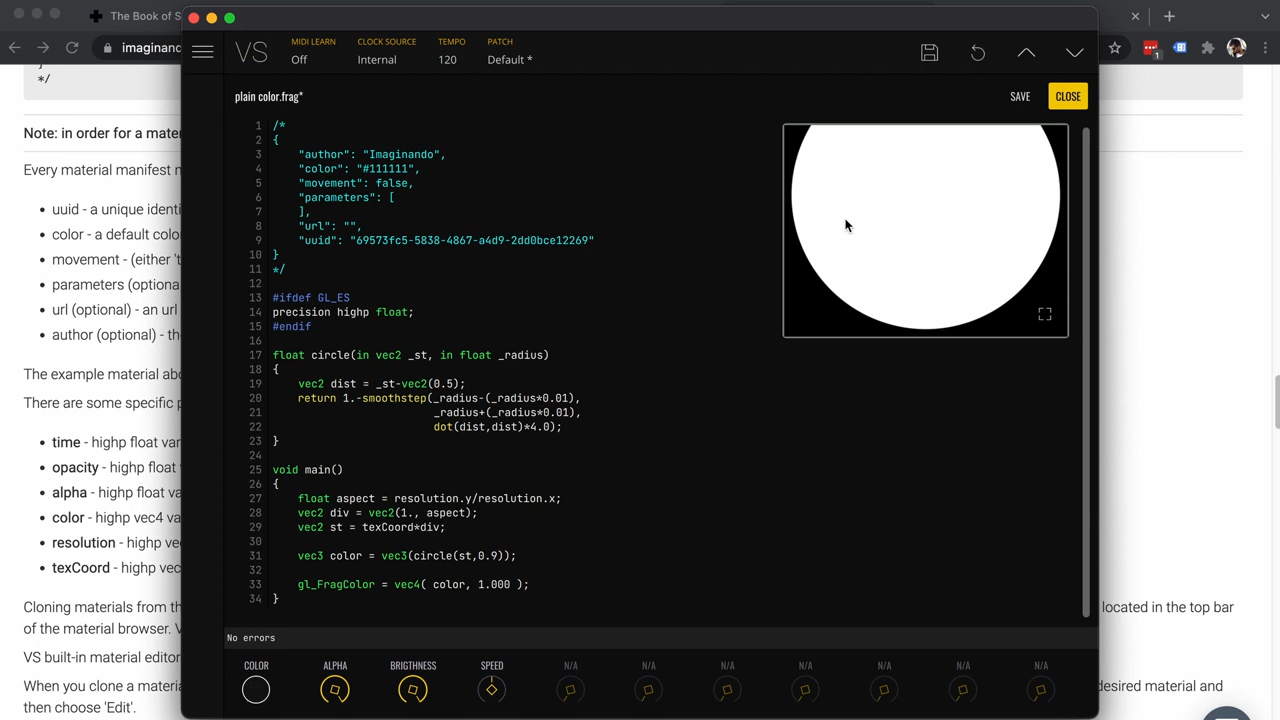 The Book of S
imaginand
VS
MIDI LEARN
Off
CLOCK SOURCE
Internal
TEMPO
120
PATCH
Default *
1
plain color.frag*
SAVE
CLOSE
*/
Note: in order for a mater
Every material manifest n
uuid - a unique identi
color - a default colo
movement - (either 't
parameters (optiona
url (optional) - an url
author (optional) - th
The example material abo
There are some specific p
time - highp float var
opacity - highp float v
alpha - highp float va
color - highp vec4 va
resolution - highp vec
texCoord - highp vec
Cloning materials from th
of the material browser. V
VS built-in material editor
When you clone a materia
then choose 'Edit'.
1 /*
2 {
3 "author": "Imaginando",
4 "color": "#111111",
5 "movement": false,
6 "parameters": [
7 ],
8 "url": "",
9 "uuid": "69573fc5-5838-4867-a4d9-2dd0bce12269"
10 }
11 */
12
13 #ifdef GL_ES
14 precision highp float;
15 #endif
16
17 float circle(in vec2 _st, in float _radius)
18 {
19 vec2 dist = _st-vec2(0.5);
20 return 1.-smoothstep(_radius-(_radius*0.01),
21 _radius+(_radius*0.01),
22 dot(dist,dist)*4.0);
23 }
24
25 void main()
26 {
27 float aspect = resolution.y/resolution.x;
28 vec2 div = vec2(1., aspect);
29 vec2 st = texCoord*div;
30
31 vec3 color = vec3(circle(st,0.9));
32
33 gl_FragColor = vec4( color, 1.000 );
34 }
located in the top bar
desired material and
No errors
COLOR
ALPHA
BRIGTHNESS
SPEED
N/A
N/A
N/A
N/A
N/A
N/A
N/A